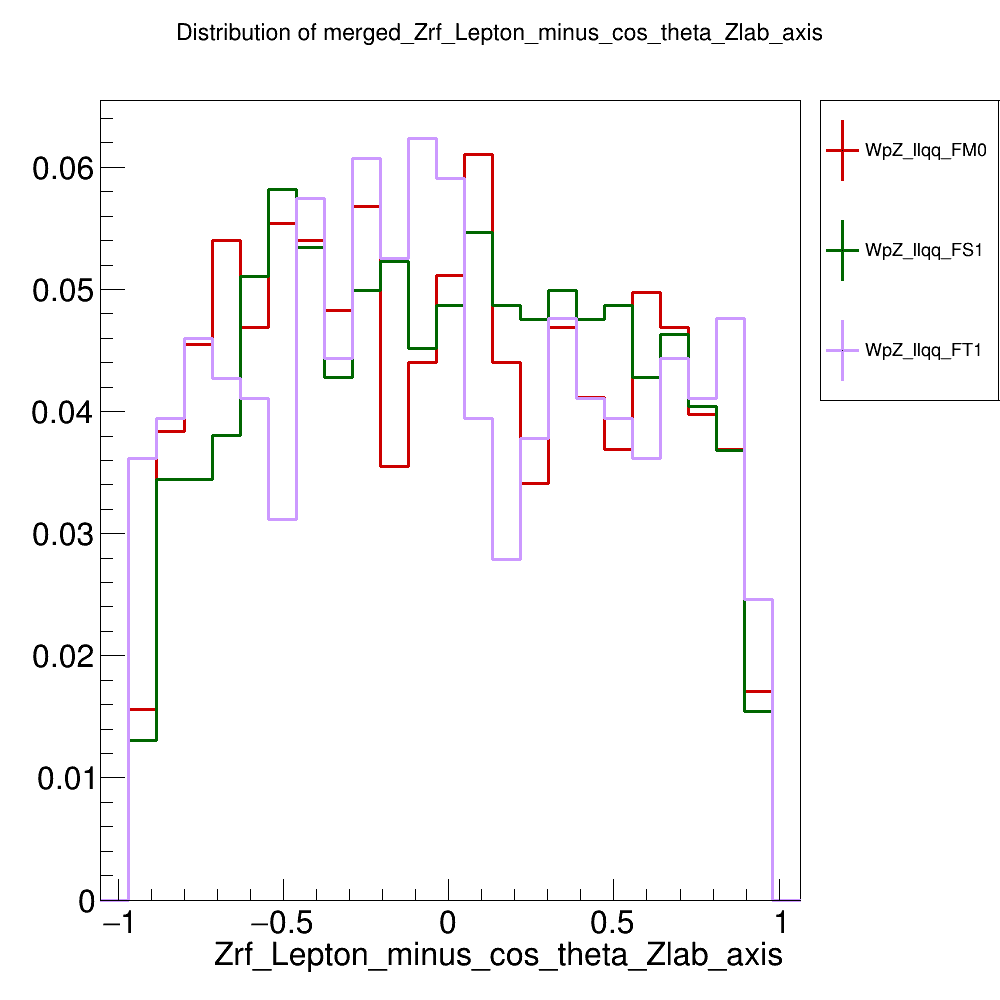 Distribution of merged_Zrf_Lepton_minus_cos_theta_Zlab_axis
WpZ_llqq_FM0
WpZ_llqq_FS1
WpZ_llqq_FT1
0.06
0.05
0.04
0.03
0.02
0.01
0
−1 −0.5 0 0.5 1
Zrf_Lepton_minus_cos_theta_Zlab_axis